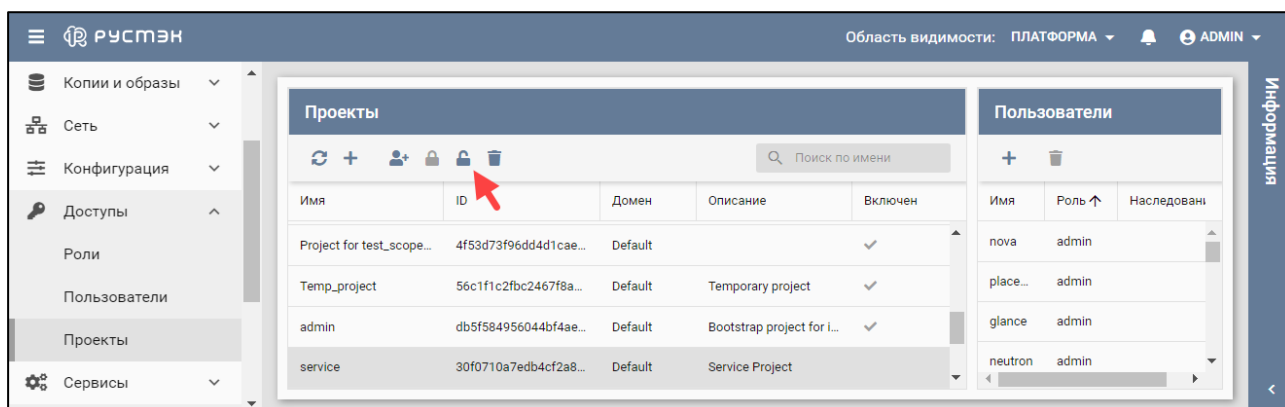 РУСТЭК
Область видимости: ПЛАТФОРМА
ADMIN
Копии и образы
Сеть
Конфигурация
Доступы
Роли
Пользователи
Проекты
Сервисы
Проекты
Поиск по имени
Имя ID Домен Описание Включен
Project for test_scope... 4f53d73f96dd4d1cae... Default
Temp_project 56c1f1c2fbc2467f8a... Default Temporary project
admin db5f584956044bf4ae... Default Bootstrap project for i...
service 30f0710a7edb4cf2a8... Default Service Project
Пользователи
Имя Роль Наследовани
nova admin
place... admin
glance admin
neutron admin
Информация